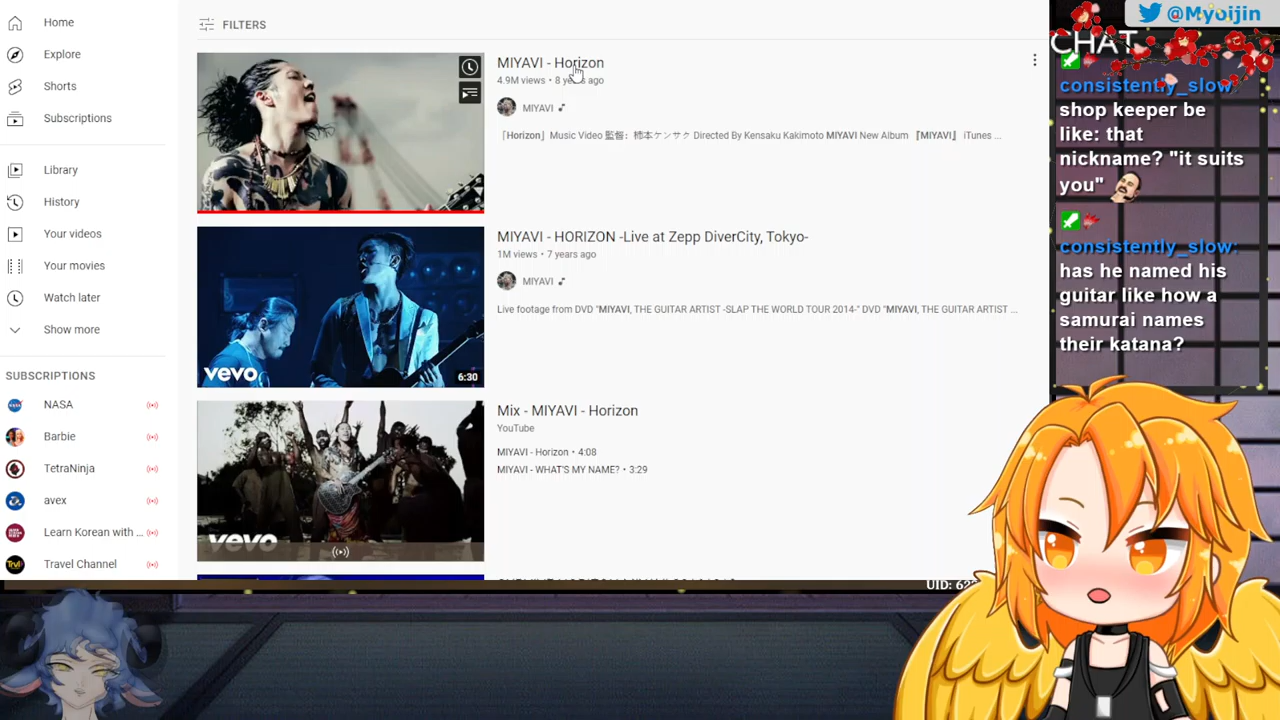 Home
Explore
Shorts
Subscriptions
Library
History
Your videos
Your movies
Watch later
Show more
SUBSCRIPTIONS
NASA
Barbie
TetraNinja
avex
Learn Korean with ...
Travel Channel
FILTERS
MIYAVI - Horizon
4.9M views • 8 years ago
MIYAVI
「Horizon」Music Video 監督：柿本ケンサク Directed By Kensaku Kakimoto MIYAVI New Album 『MIYAVI』 iTunes ...
vevo
6:30
MIYAVI - HORIZON -Live at Zepp DiverCity, Tokyo-
1M views • 7 years ago
MIYAVI
Live footage from DVD "MIYAVI, THE GUITAR ARTIST -SLAP THE WORLD TOUR 2014-" DVD "MIYAVI, THE GUITAR ARTIST ...
vevo
Mix - MIYAVI - Horizon
YouTube
MIYAVI - Horizon • 4:08
MIYAVI - WHAT'S MY NAME? • 3:29
@Myoijin
CHAT
consistently_slow:
shop keeper be
like: that
nickname? "it suits
you"
consistently_slow:
has he named his
guitar like how a
samurai names
their katana?
UID: 62